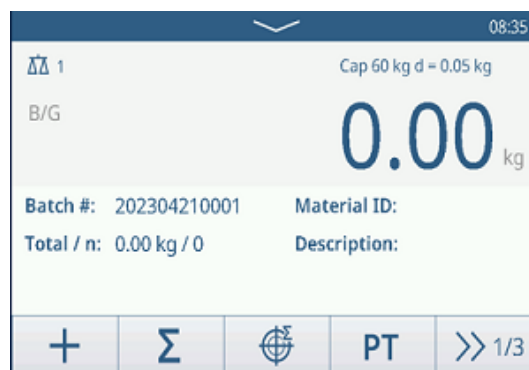 08:35
1 Cap 60 kg d = 0.05 kg
B/G
0.00 kg
Batch #: 202304210001 Material ID:
Total / n: 0.00 kg / 0 Description:
+ Σ Σ PT >> 1/3